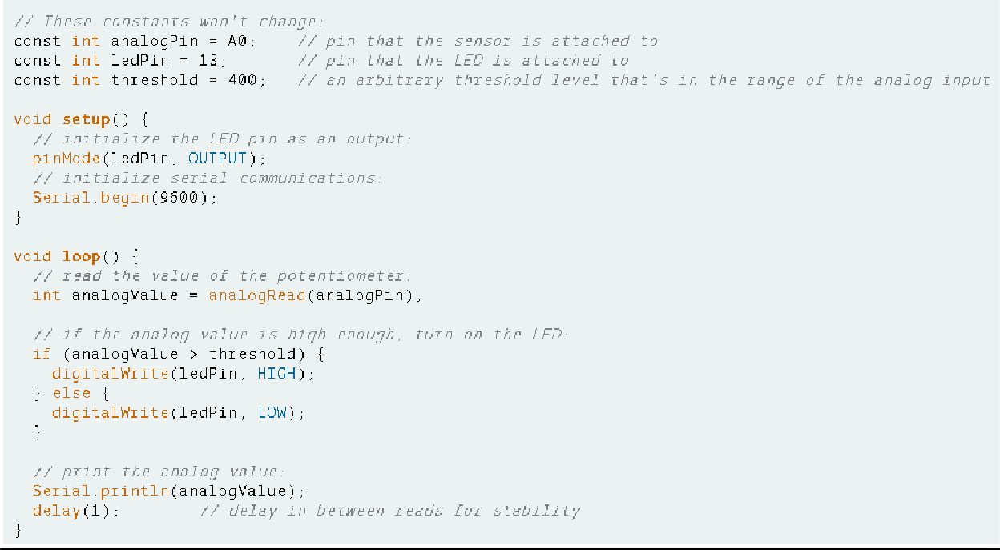 // These constants won't change:
const int analogPin = A0;    // pin that the sensor is attached to
const int ledPin = 13;       // pin that the LED is attached to
const int threshold = 400;   // an arbitrary threshold level that's in the range of the analog input

void setup() {
  // initialize the LED pin as an output:
  pinMode(ledPin, OUTPUT);
  // initialize serial communications:
  Serial.begin(9600);
}

void loop() {
  // read the value of the potentiometer:
  int analogValue = analogRead(analogPin);

  // if the analog value is high enough, turn on the LED:
  if (analogValue > threshold) {
    digitalWrite(ledPin, HIGH);
  } else {
    digitalWrite(ledPin, LOW);
  }

  // print the analog value:
  Serial.println(analogValue);
  delay(1);        // delay in between reads for stability
}